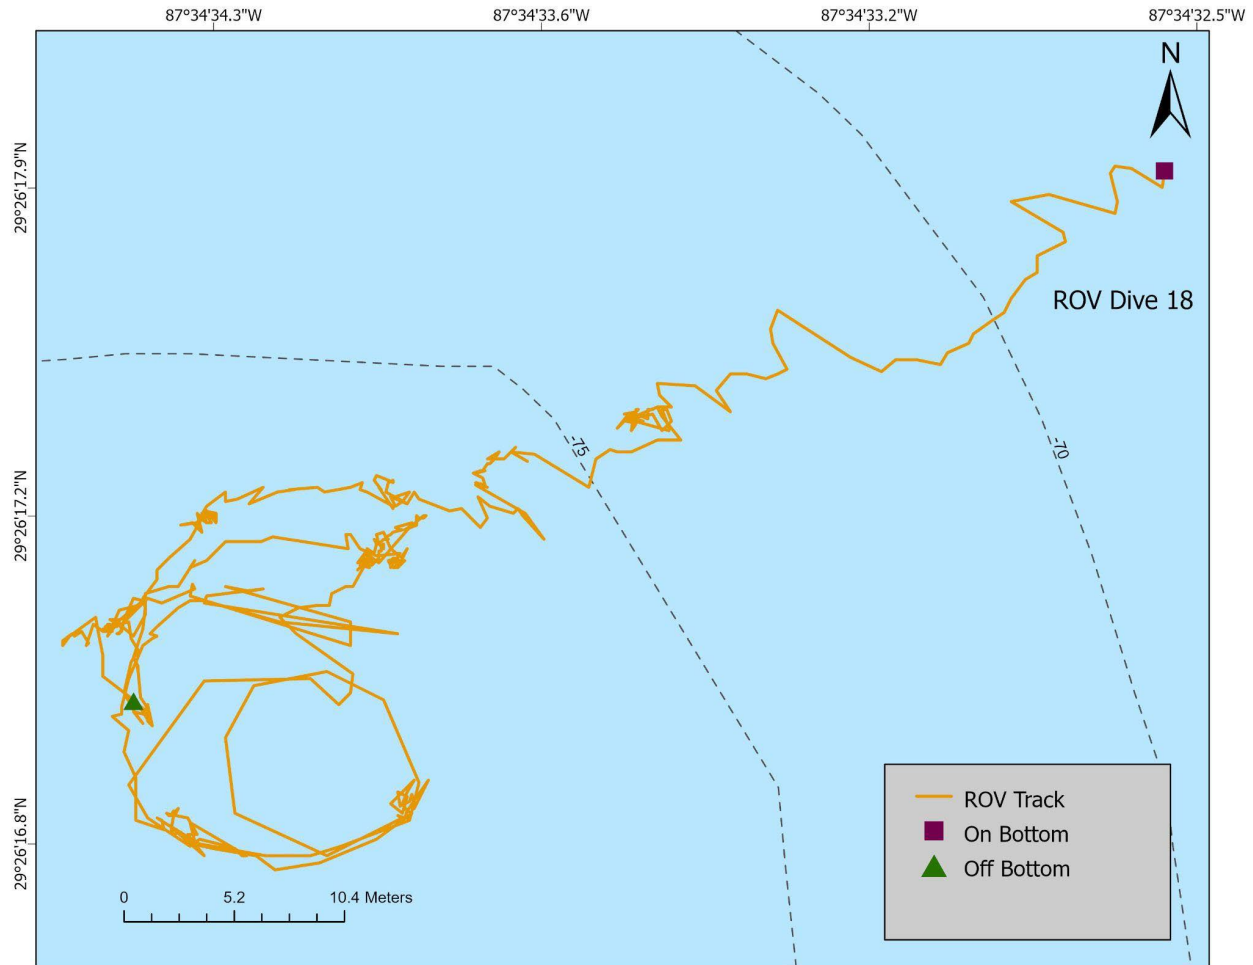 87°34'34.3"W 87°34'33.6"W 87°34'33.2"W 87°34'32.5"W
N
29°26'17.9"N
ROV Dive 18
-75
-70
29°26'17.2"N
ROV Track
On Bottom
Off Bottom
29°26'16.8"N
0 5.2 10.4 Meters